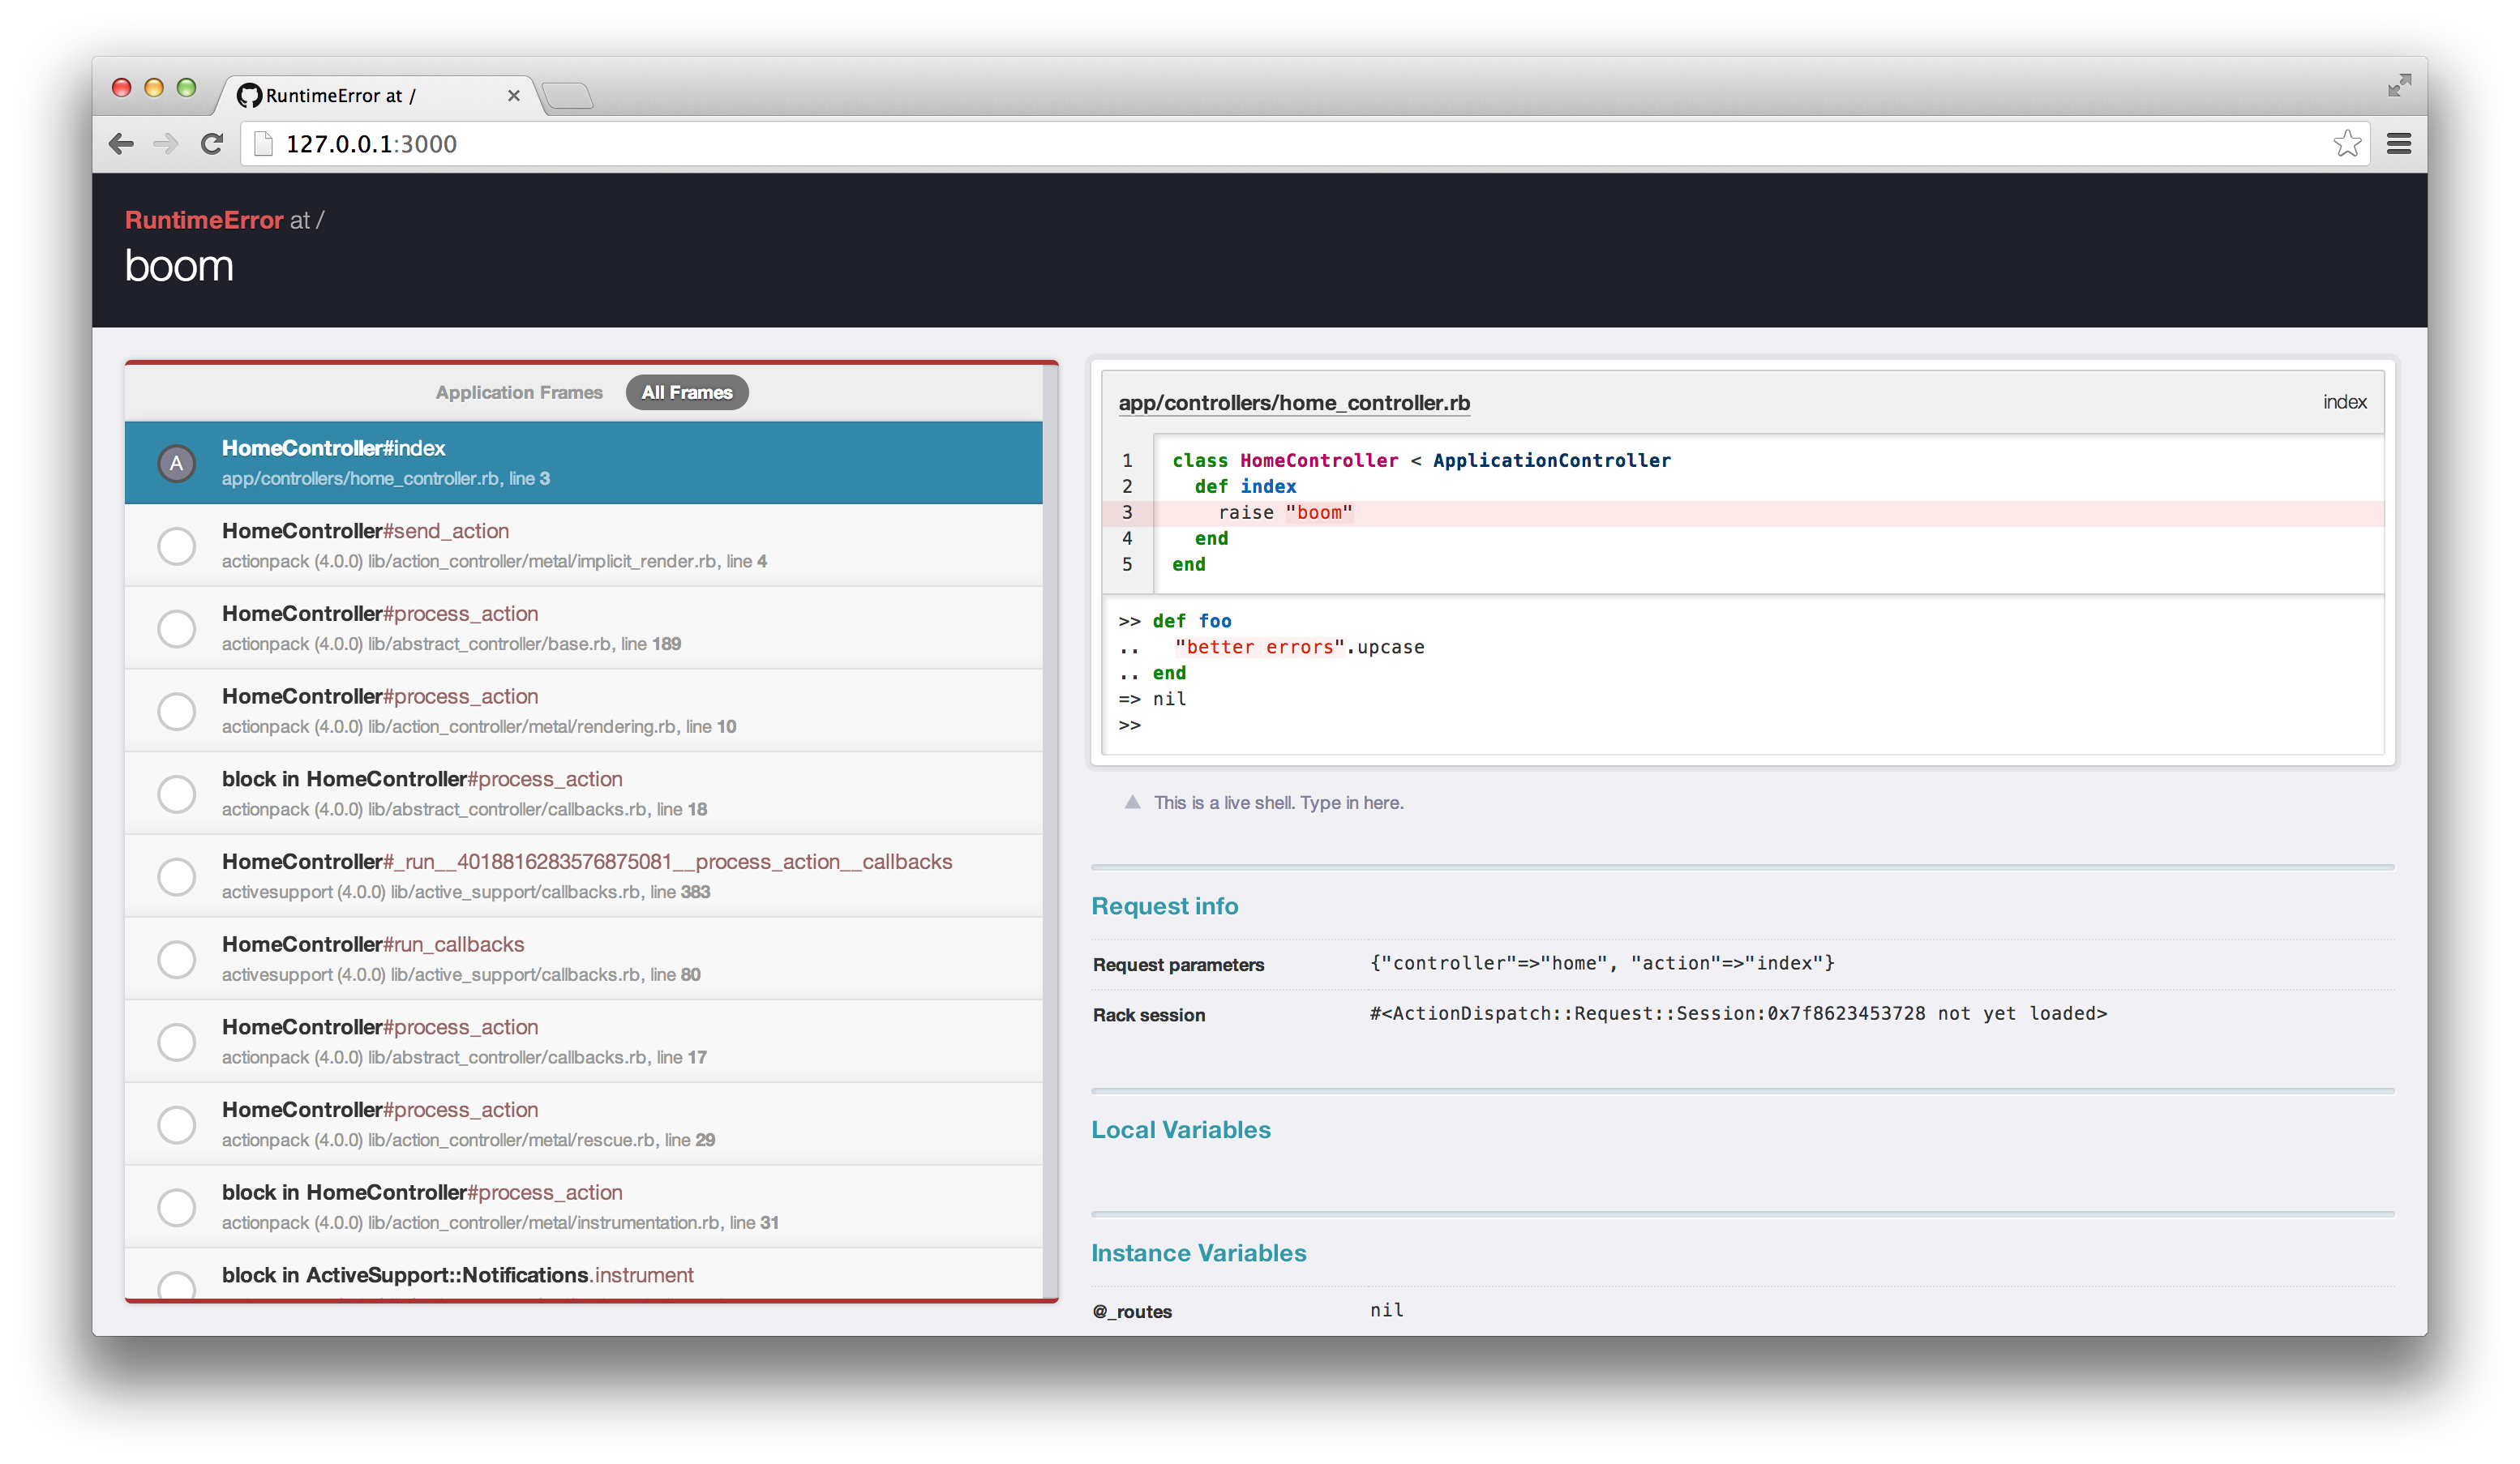 RuntimeError at /
127.0.0.1:3000
RuntimeError at /
boom
Application Frames All Frames
A
HomeController#index
app/controllers/home_controller.rb, line 3
HomeController#send_action
actionpack (4.0.0) lib/action_controller/metal/implicit_render.rb, line 4
HomeController#process_action
actionpack (4.0.0) lib/abstract_controller/base.rb, line 189
HomeController#process_action
actionpack (4.0.0) lib/action_controller/metal/rendering.rb, line 10
block in HomeController#process_action
actionpack (4.0.0) lib/abstract_controller/callbacks.rb, line 18
HomeController#_run__4018816283576875081__process_action__callbacks
activesupport (4.0.0) lib/active_support/callbacks.rb, line 383
HomeController#run_callbacks
activesupport (4.0.0) lib/active_support/callbacks.rb, line 80
HomeController#process_action
actionpack (4.0.0) lib/abstract_controller/callbacks.rb, line 17
HomeController#process_action
actionpack (4.0.0) lib/action_controller/metal/rescue.rb, line 29
block in HomeController#process_action
actionpack (4.0.0) lib/action_controller/metal/instrumentation.rb, line 31
block in ActiveSupport::Notifications.instrument
app/controllers/home_controller.rb index
1 class HomeController < ApplicationController
2   def index
3     raise "boom"
4   end
5 end
>> def foo
..   "better errors".upcase
.. end
=> nil
>>
This is a live shell. Type in here.
Request info
Request parameters {"controller"=>"home", "action"=>"index"}
Rack session #<ActionDispatch::Request::Session:0x7f8623453728 not yet loaded>
Local Variables
Instance Variables
@_routes nil